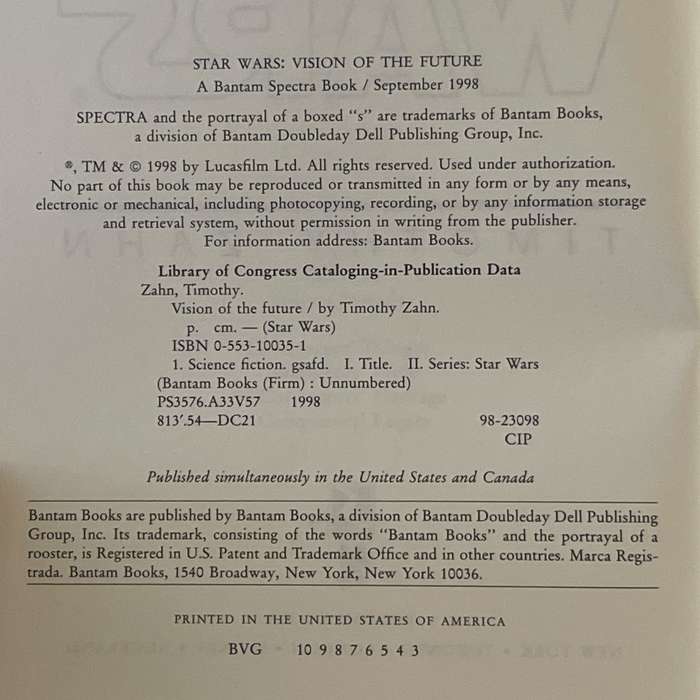 STAR WARS: VISION OF THE FUTURE
A Bantam Spectra Book / September 1998
SPECTRA and the portrayal of a boxed “s” are trademarks of Bantam Books,
a division of Bantam Doubleday Dell Publishing Group, Inc.
®, TM & © 1998 by Lucasfilm Ltd. All rights reserved. Used under authorization.
No part of this book may be reproduced or transmitted in any form or by any means,
electronic or mechanical, including photocopying, recording, or by any information storage
and retrieval system, without permission in writing from the publisher.
For information address: Bantam Books.
Library of Congress Cataloging-in-Publication Data
Zahn, Timothy.
Vision of the future / by Timothy Zahn.
p. cm. — (Star Wars)
ISBN 0-553-10035-1
1. Science fiction. gsafd. I. Title. II. Series: Star Wars
(Bantam Books (Firm) : Unnumbered)
PS3576.A33V57 1998
813′.54—DC21 98-23098
CIP
Published simultaneously in the United States and Canada
Bantam Books are published by Bantam Books, a division of Bantam Doubleday Dell Publishing
Group, Inc. Its trademark, consisting of the words “Bantam Books” and the portrayal of a
rooster, is Registered in U.S. Patent and Trademark Office and in other countries. Marca Regis-
trada. Bantam Books, 1540 Broadway, New York, New York 10036.
PRINTED IN THE UNITED STATES OF AMERICA
BVG 10 9 8 7 6 5 4 3